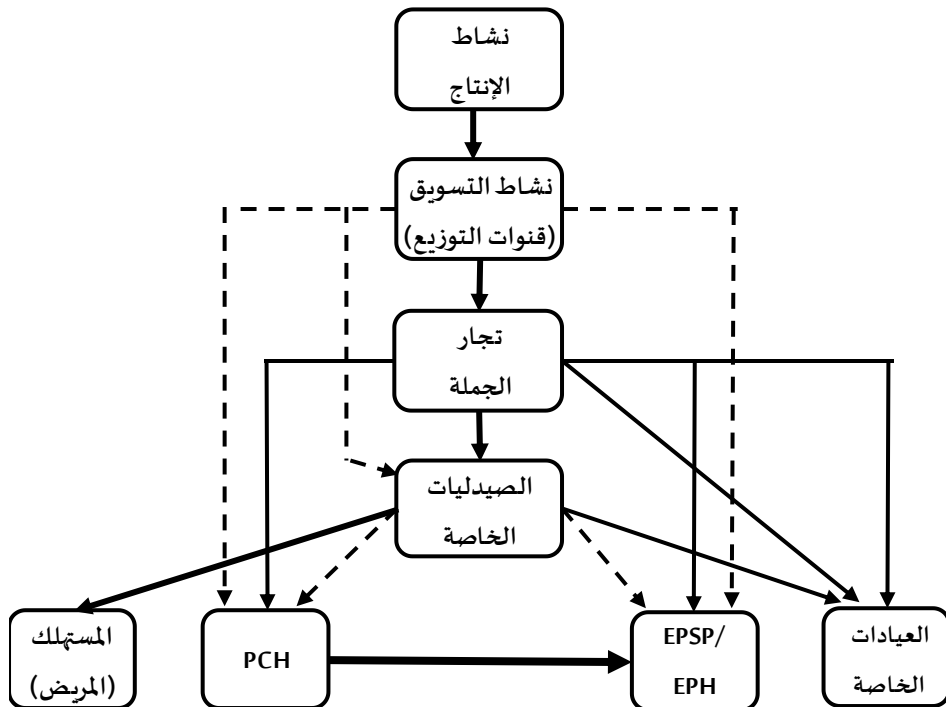 نشاط
الإنتاج
نشاط التسويق
(قنوات التوزيع)
تجار
الجملة
الصيدليات
الخاصة
المستهلك
(المريض)
PCH
EPSP/
EPH
العيادات
الخاصة